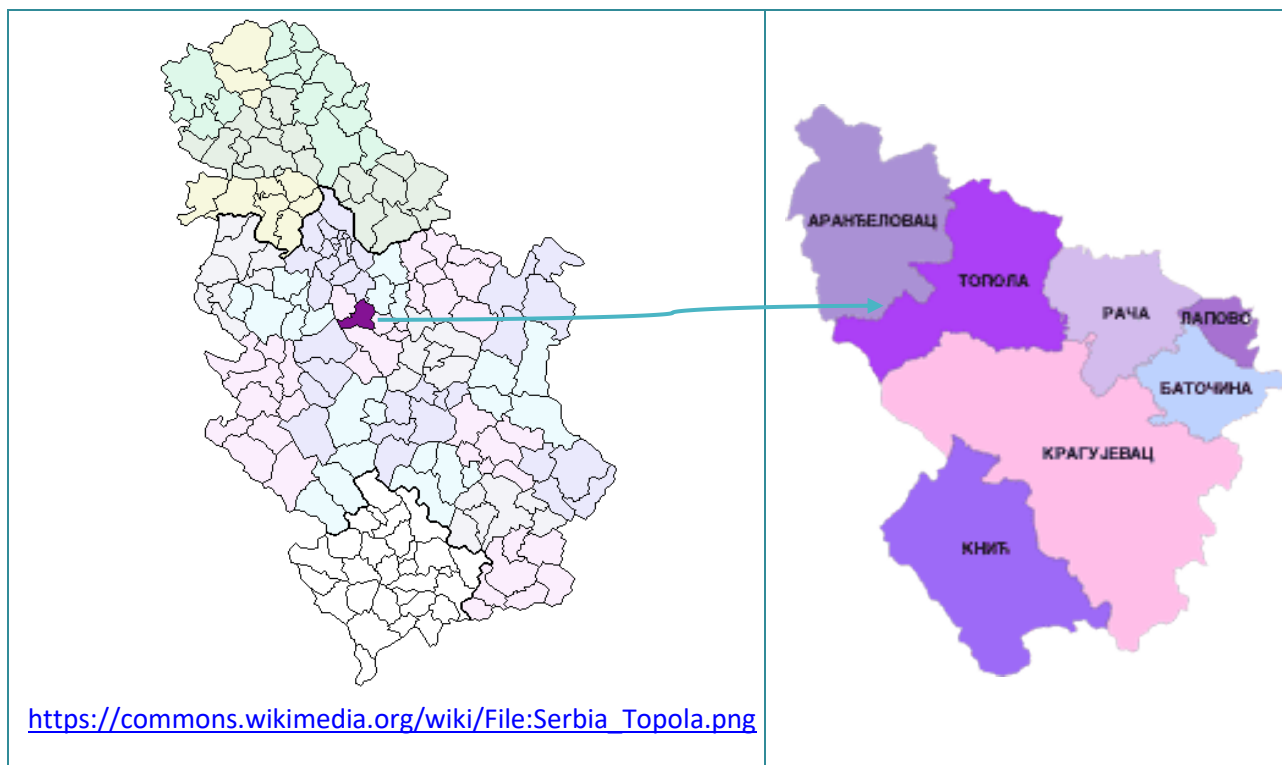 АРАНЂЕЛОВАЦ
ТОПОЛА
РАЧА
ЛАПОВО
БАТОЧИНА
КРАГУЈЕВАЦ
КНИЋ
https://commons.wikimedia.org/wiki/File:Serbia_Topola.png